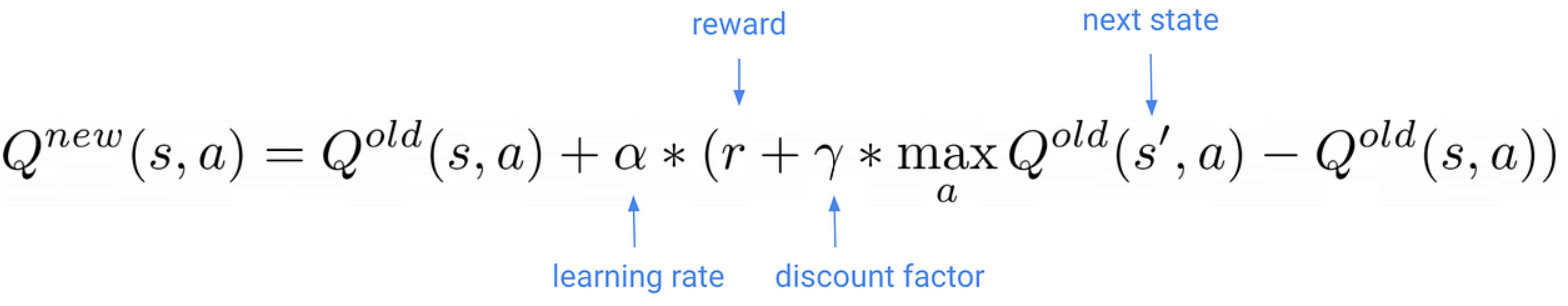 reward next state
Q^{new}(s, a) = Q^{old}(s, a) + α * (r + γ * max_a Q^{old}(s', a) − Q^{old}(s, a))
learning rate discount factor